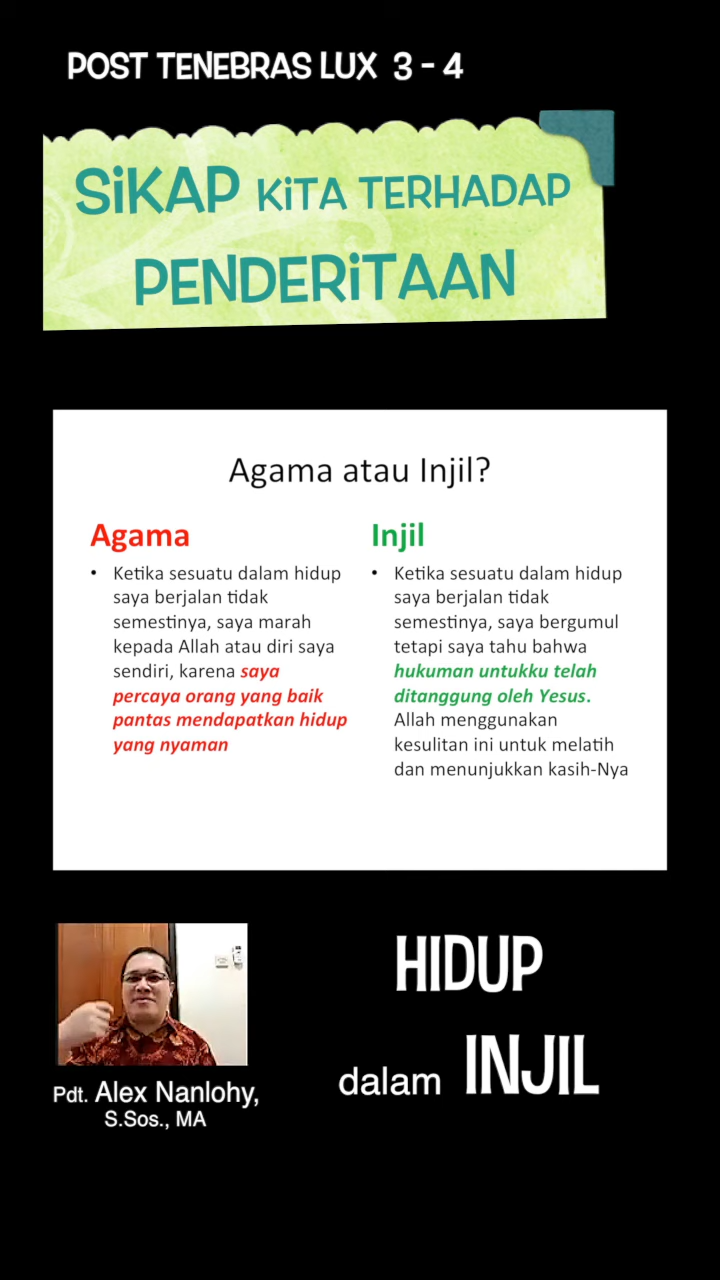 POST TENEBRAS LUX 3 - 4
SiKAP KiTA TERHADAP
PENDERiTAAN
Agama atau Injil?
Agama
• Ketika sesuatu dalam hidup
saya berjalan tidak
semestinya, saya marah
kepada Allah atau diri saya
sendiri, karena saya
percaya orang yang baik
pantas mendapatkan hidup
yang nyaman
Injil
• Ketika sesuatu dalam hidup
saya berjalan tidak
semestinya, saya bergumul
tetapi saya tahu bahwa
hukuman untukku telah
ditanggung oleh Yesus.
Allah menggunakan
kesulitan ini untuk melatih
dan menunjukkan kasih-Nya
Pdt. Alex Nanlohy,
S.Sos., MA
HIDUP
dalam INJIL